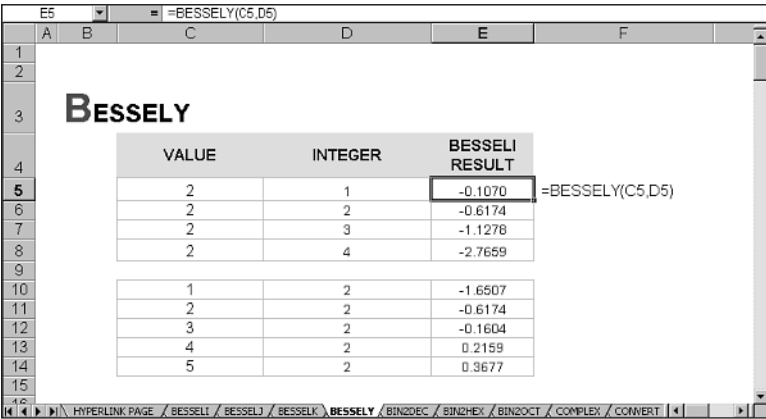 E5 = =BESSELY(C5,D5)
A B C D E F
1
2
3 BESSELY
4 VALUE INTEGER BESSELI RESULT
5 2 1 -0.1070 =BESSELY(C5,D5)
6 2 2 -0.6174
7 2 3 -1.1278
8 2 4 -2.7659
9
10 1 2 -1.6507
11 2 2 -0.6174
12 3 2 -0.1604
13 4 2 0.2159
14 5 2 0.3677
15
16
HYPERLINK PAGE / BESSELI / BESSELJ / BESSELK \ BESSELY / BIN2DEC / BIN2HEX / BIN2OCT / COMPLEX / CONVERT